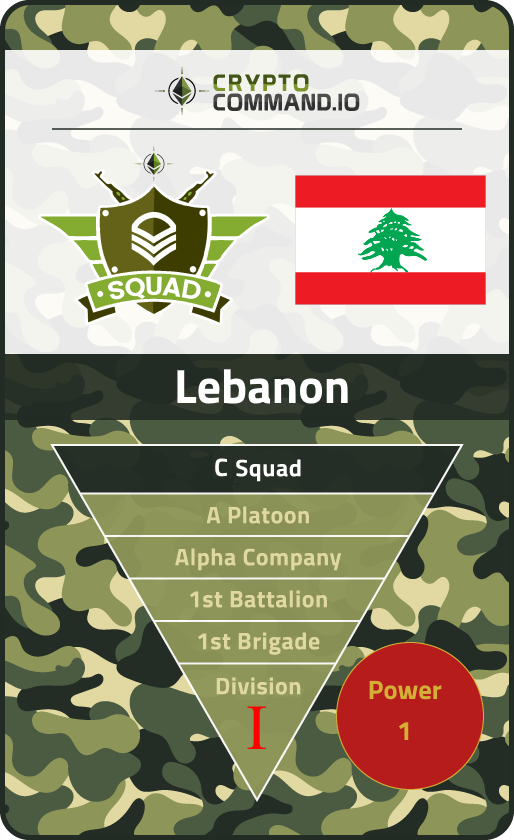 CRYPTO
COMMAND.IO
SQUAD
Lebanon
C Squad
A Platoon
Alpha Company
1st Battalion
1st Brigade
Division
I
Power
1